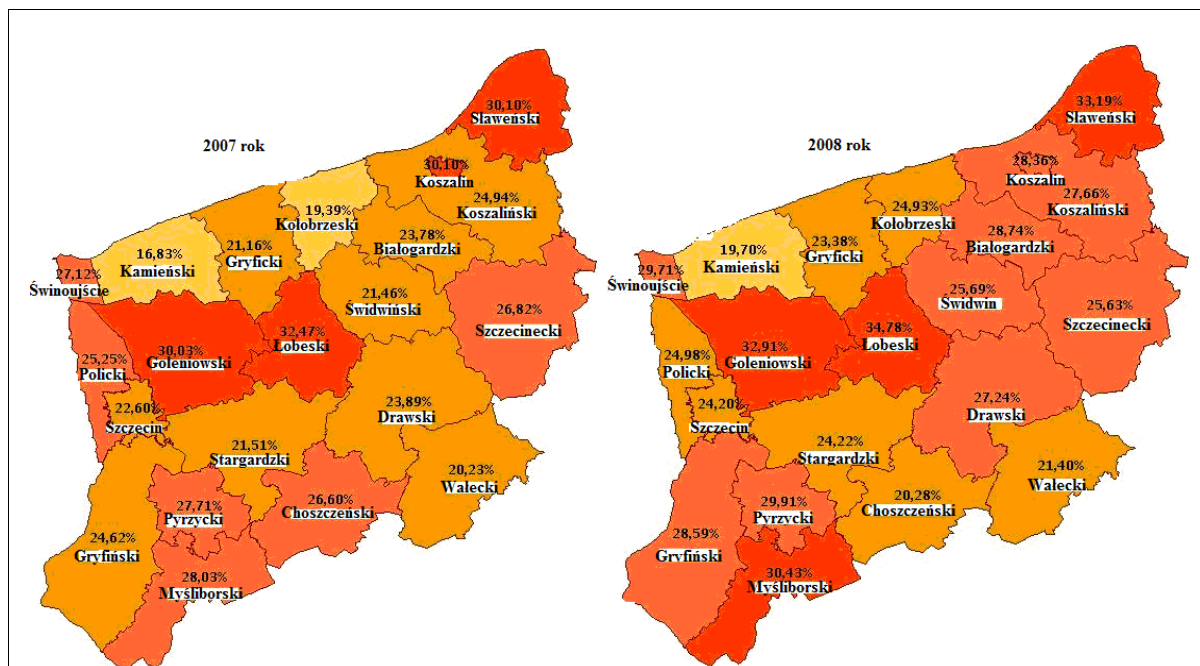 2007 rok
30,10%
Sławeński
30,10%
Koszalin
24,94%
Koszaliński
19,39%
Kołobrzeski
23,78%
Białogardzki
21,16%
Gryficki
16,83%
Kamieński
27,12%
Świnoujście
21,46%
Świdwiński
26,82%
Szczecinecki
32,47%
Łobeski
30,03%
Goleniowski
25,25%
Policki
22,60%
Szczecin
23,89%
Drawski
21,51%
Stargardzki
20,23%
Wałecki
26,60%
Choszczeński
27,71%
Pyrzycki
24,62%
Gryfiński
28,03%
Myśliborski
2008 rok
33,19%
Sławeński
28,36%
Koszalin
27,66%
Koszaliński
24,93%
Kołobrzeski
28,74%
Białogardzki
23,38%
Gryficki
19,70%
Kamieński
29,71%
Świnoujście
25,69%
Świdwin
25,63%
Szczecinecki
34,78%
Łobeski
32,91%
Goleniowski
24,98%
Policki
24,20%
Szczecin
27,24%
Drawski
24,22%
Stargardzki
21,40%
Wałecki
20,28%
Choszczeński
29,91%
Pyrzycki
28,59%
Gryfiński
30,43%
Myśliborski